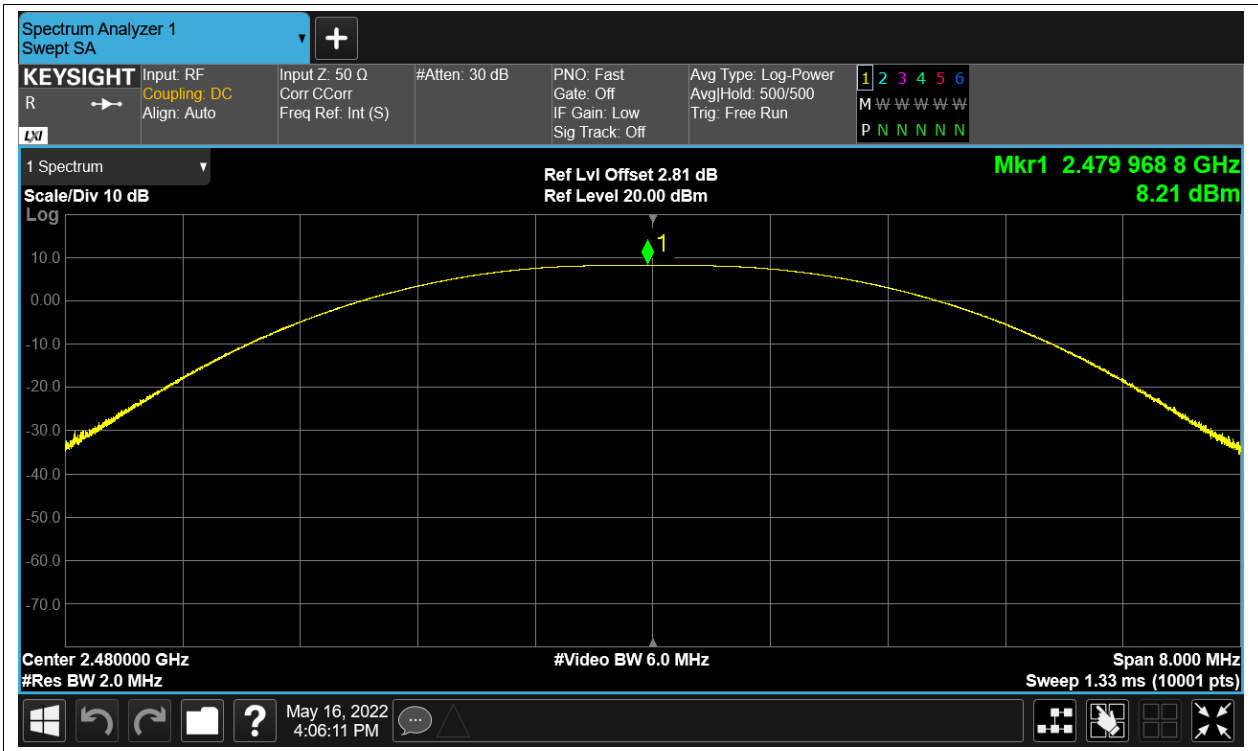 Spectrum Analyzer 1
Swept SA
KEYSIGHT
R
LXI
Input: RF
Coupling: DC
Align: Auto
Input Z: 50 Ω
Corr CCorr
Freq Ref: Int (S)
#Atten: 30 dB
PNO: Fast
Gate: Off
IF Gain: Low
Sig Track: Off
Avg Type: Log-Power
Avg|Hold: 500/500
Trig: Free Run
1 2 3 4 5 6
M W W W W W
P N N N N N
1 Spectrum
Scale/Div 10 dB
Ref Lvl Offset 2.81 dB
Ref Level 20.00 dBm
Mkr1 2.479 968 8 GHz
8.21 dBm
Log
1
10.0
0.00
-10.0
-20.0
-30.0
-40.0
-50.0
-60.0
-70.0
Center 2.480000 GHz
#Res BW 2.0 MHz
#Video BW 6.0 MHz
Span 8.000 MHz
Sweep 1.33 ms (10001 pts)
?
May 16, 2022
4:06:11 PM